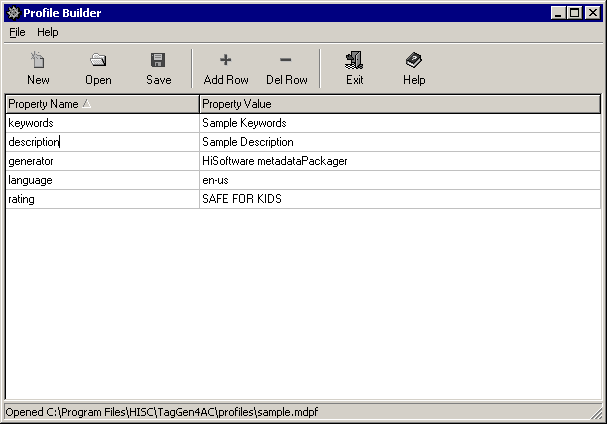 Profile Builder
File Help
New Open Save Add Row Del Row Exit Help
Property Name Property Value
keywords Sample Keywords
description Sample Description
generator HiSoftware metadataPackager
language en-us
rating SAFE FOR KIDS
Opened C:\Program Files\HISC\TagGen4AC\profiles\sample.mdpf